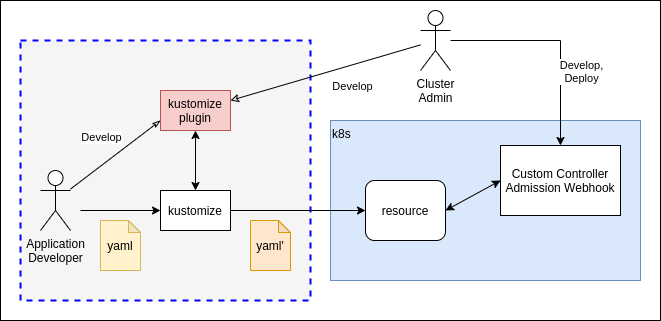 Cluster
Admin
Develop
Develop,
Deploy
kustomize
plugin
Develop
k8s
Custom Controller
Admission Webhook
Application
Developer
kustomize
resource
yaml
yaml'